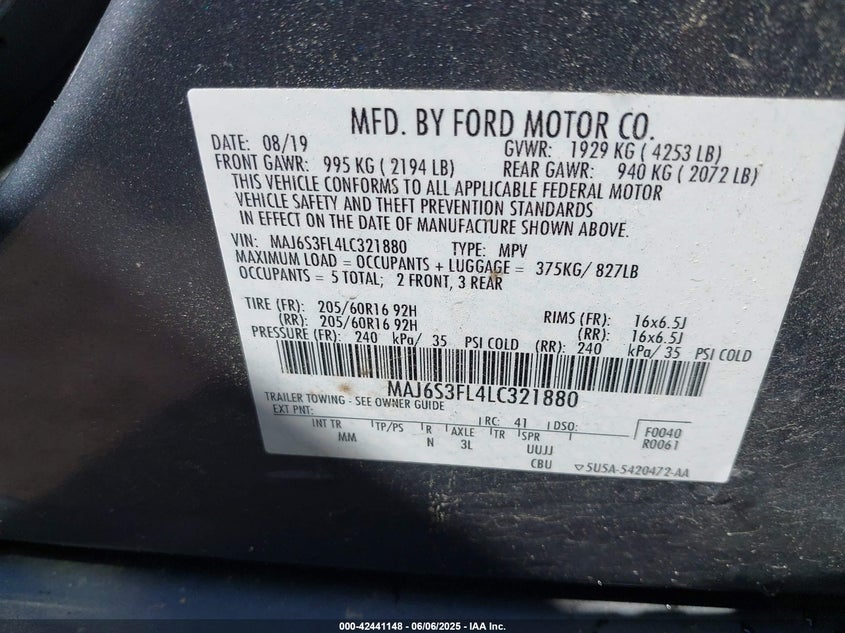 MFD. BY FORD MOTOR CO.
DATE: 08/19 GVWR: 1929 KG ( 4253 LB)
FRONT GAWR: 995 KG ( 2194 LB) REAR GAWR: 940 KG ( 2072 LB)
THIS VEHICLE CONFORMS TO ALL APPLICABLE FEDERAL MOTOR
VEHICLE SAFETY AND THEFT PREVENTION STANDARDS
IN EFFECT ON THE DATE OF MANUFACTURE SHOWN ABOVE.
VIN: MAJ6S3FL4LC321880 TYPE: MPV
MAXIMUM LOAD = OCCUPANTS + LUGGAGE = 375KG/ 827LB
OCCUPANTS = 5 TOTAL; 2 FRONT, 3 REAR
TIRE (FR): 205/60R16 92H RIMS (FR): 16x6.5J
(RR): 205/60R16 92H (RR): 16x6.5J
PRESSURE (FR): 240 kPa/ 35 PSI COLD (RR): 240 kPa/ 35 PSI COLD
MAJ6S3FL4LC321880
TRAILER TOWING - SEE OWNER GUIDE
EXT PNT: RC: 41 DSO: F0040
INT TR TP/PS R AXLE TR SPR R0061
MM N 3L UUJJ
CBU 5U5A-5420472-AA
000-42441148 - 06/06/2025 - IAA Inc.